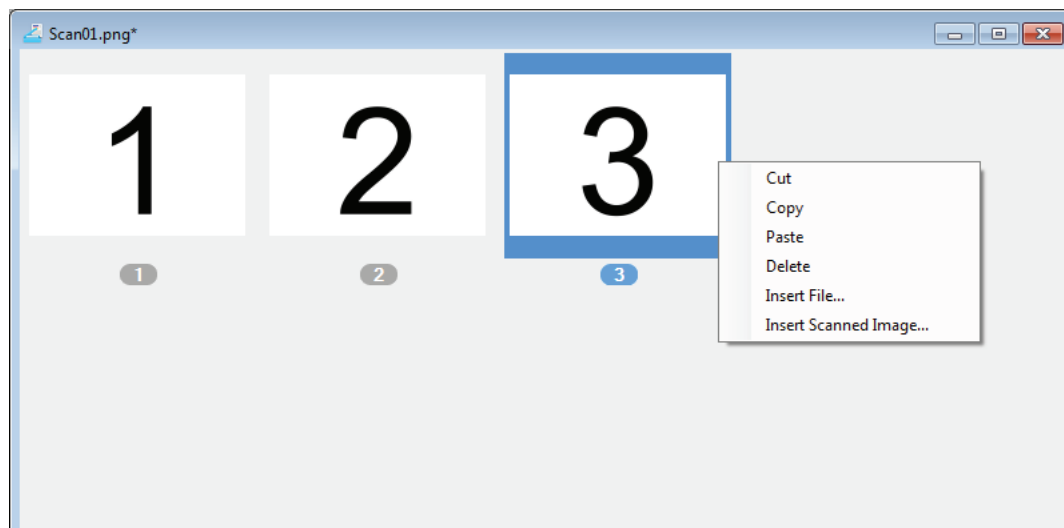 Scan01.png*
1 2 3
1 2 3
Cut
Copy
Paste
Delete
Insert File...
Insert Scanned Image...